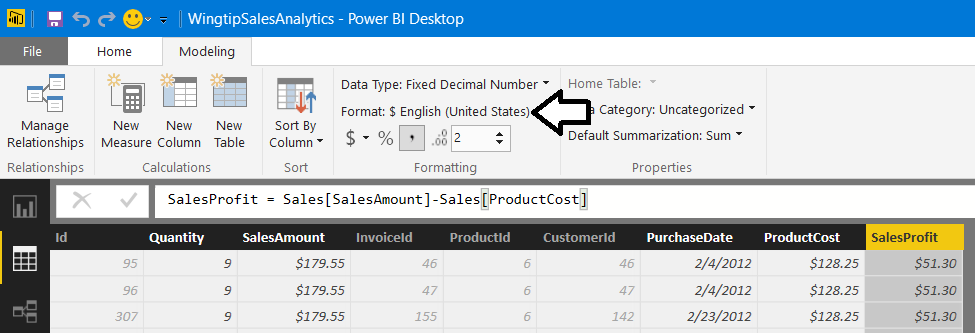 WingtipSalesAnalytics - Power BI Desktop
File Home Modeling
Manage Relationships
New Measure
New Column
New Table
Sort By Column
Data Type: Fixed Decimal Number
Format: $ English (United States)
$ % , .00 2
Home Table:
Category: Uncategorized
Default Summarization: Sum
Relationships Calculations Sort Formatting Properties
SalesProfit = Sales[SalesAmount]-Sales[ProductCost]
Id Quantity SalesAmount InvoiceId ProductId CustomerId PurchaseDate ProductCost SalesProfit
95 9 $179.55 46 6 46 2/4/2012 $128.25 $51.30
96 9 $179.55 47 6 47 2/4/2012 $128.25 $51.30
307 9 $179.55 155 6 142 2/23/2012 $128.25 $51.30